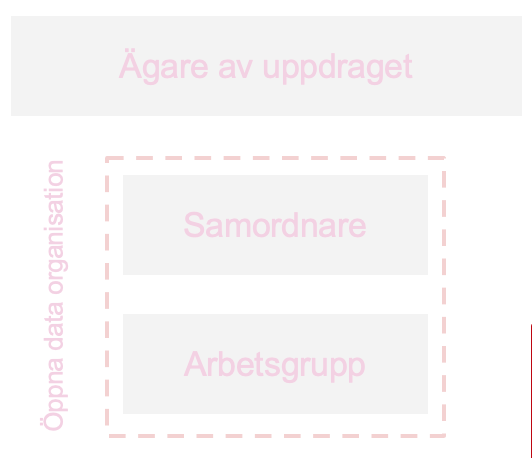 Ägare av uppdraget
Öppna data organisation
Samordnare
Arbetsgrupp